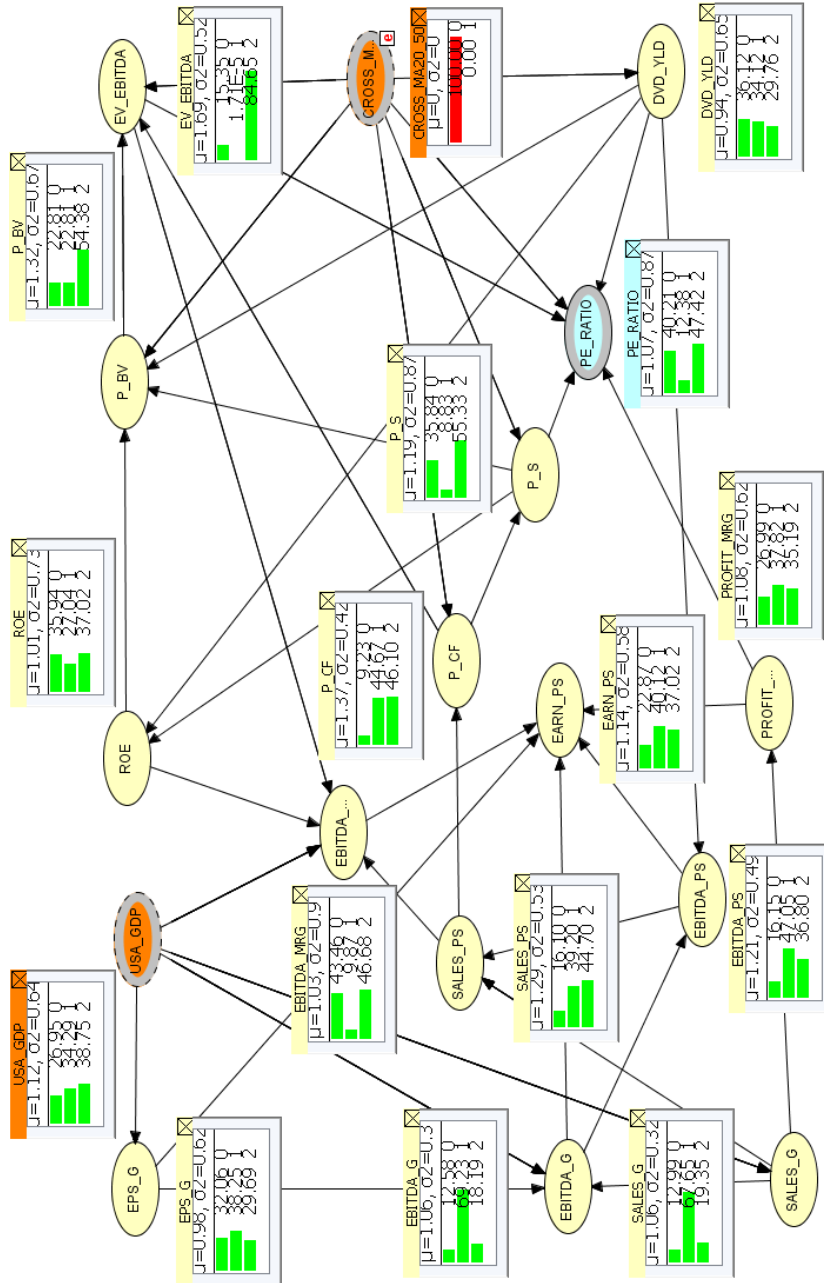 USA_GDP
μ=1.12, σ2=0.64
26.95 0
34.29 1
38.75 2
ROE
μ=1.01, σ2=0.73
35.94 0
27.04 1
37.02 2
P_BV
μ=1.32, σ2=0.67
22.81 0
22.81 1
54.38 2
EPS_G
USA_GDP
ROE
P_BV
EV_EBITDA
EPS_G
μ=0.98, σ2=0.62
32.06 0
38.25 1
29.69 2
EV_EBITDA
μ=1.69, σ2=0.52
15.35 0
1.71E-5 1
84.65 2
EBITDA_MRG
μ=1.03, σ2=0.9
43.46 0
9.87 1
46.68 2
P_CF
μ=1.37, σ2=0.42
9.23 0
44.67 1
46.10 2
EBITDA_...
CROSS_M...
e
P_S
μ=1.19, σ2=0.87
35.84 0
8.83 1
55.33 2
EBITDA_G
μ=1.06, σ2=0.3
12.58 0
69.23 1
18.19 2
CROSS_MA20_50
μ=0, σ2=0
100.00 0
0.00 1
SALES_PS
P_CF
SALES_PS
μ=1.29, σ2=0.53
16.10 0
39.20 1
44.70 2
P_S
EBITDA_G
EARN_PS
PE_RATIO
EARN_PS
μ=1.14, σ2=0.58
22.87 0
40.12 1
37.02 2
SALES_G
μ=1.06, σ2=0.32
12.99 0
67.65 1
19.35 2
PE_RATIO
μ=1.07, σ2=0.87
40.21 0
12.38 1
47.42 2
DVD_YLD
EBITDA_PS
DVD_YLD
μ=0.94, σ2=0.65
36.12 0
34.12 1
29.76 2
PROFIT_MRG
μ=1.08, σ2=0.62
26.99 0
37.82 1
35.19 2
EBITDA_PS
μ=1.21, σ2=0.49
16.15 0
47.05 1
36.80 2
PROFIT_...
SALES_G